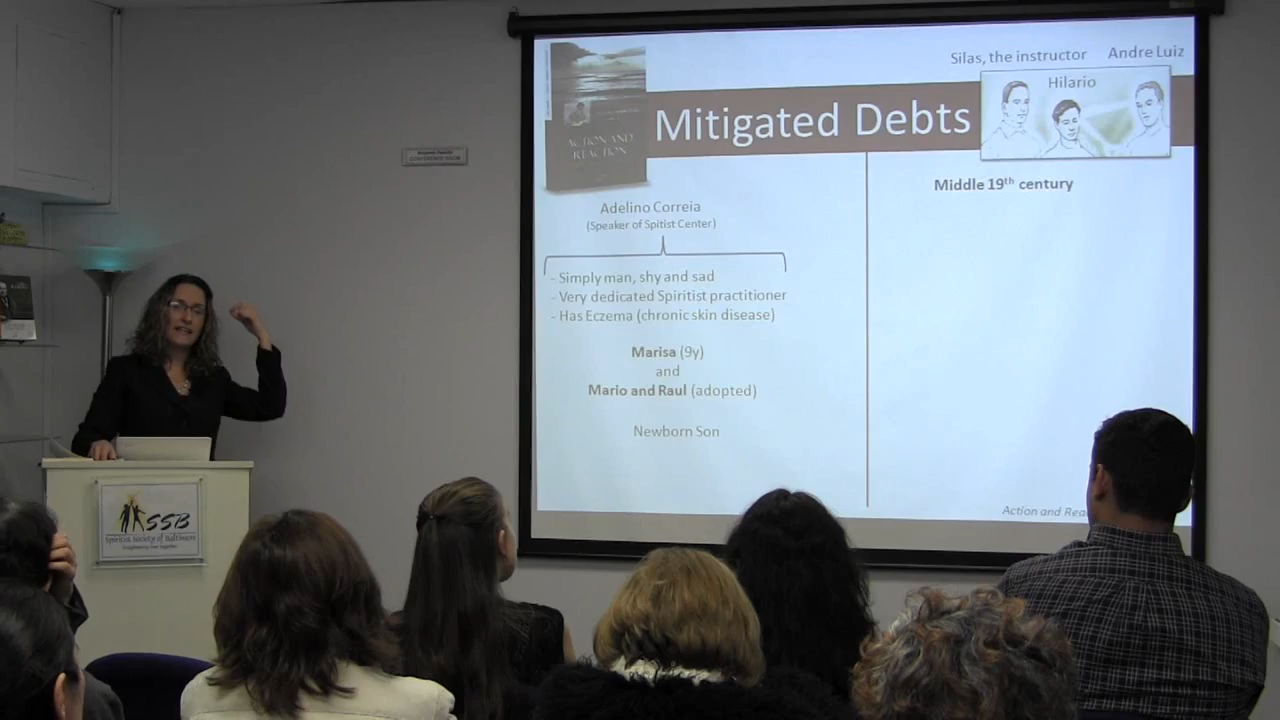 Silas, the instructor Andre Luiz
Hilario
Mitigated Debts
ACTION AND
REACTION
CONFERENCE ROOM
Middle 19th century
Adelino Correia
(Speaker of Spitist Center)
- Simply man, shy and sad
- Very dedicated Spiritist practitioner
- Has Eczema (chronic skin disease)
Marisa (9y)
and
Mario and Raul (adopted)
Newborn Son
Action and Rea
SSB
Spiritist Society of Baltimore